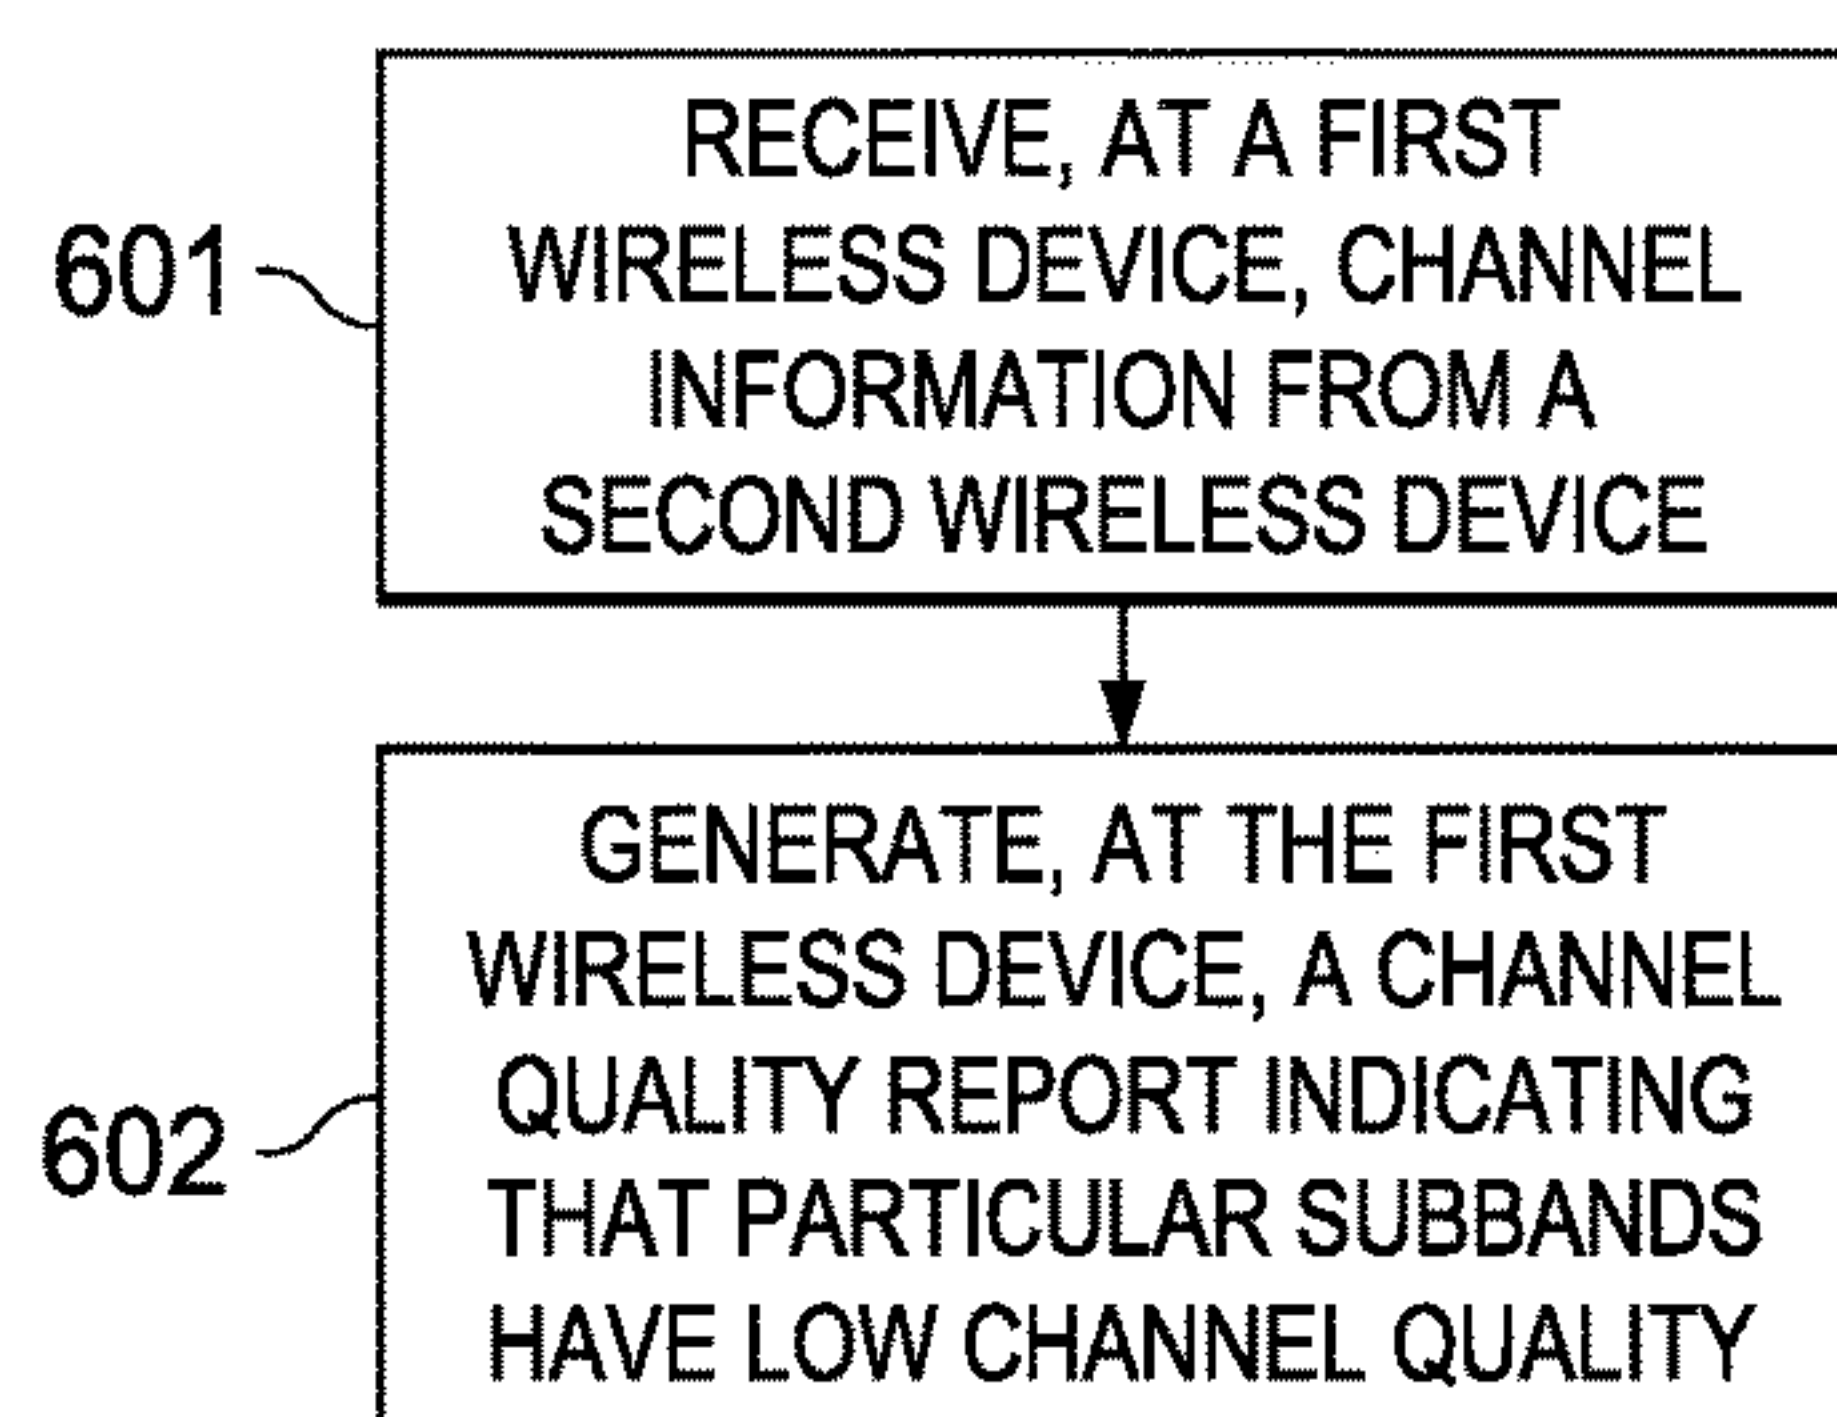 RECEIVE, AT A FIRST
601
WIRELESS DEVICE, CHANNEL
INFORMATION FROM A
SECOND WIRELESS DEVICE
GENERATE, AT THE FIRST
WIRELESS DEVICE, A CHANNEL
QUALITY REPORT INDICATING
602
THAT PARTICULAR SUBBANDS
HAVE LOW CHANNEL QUALITY